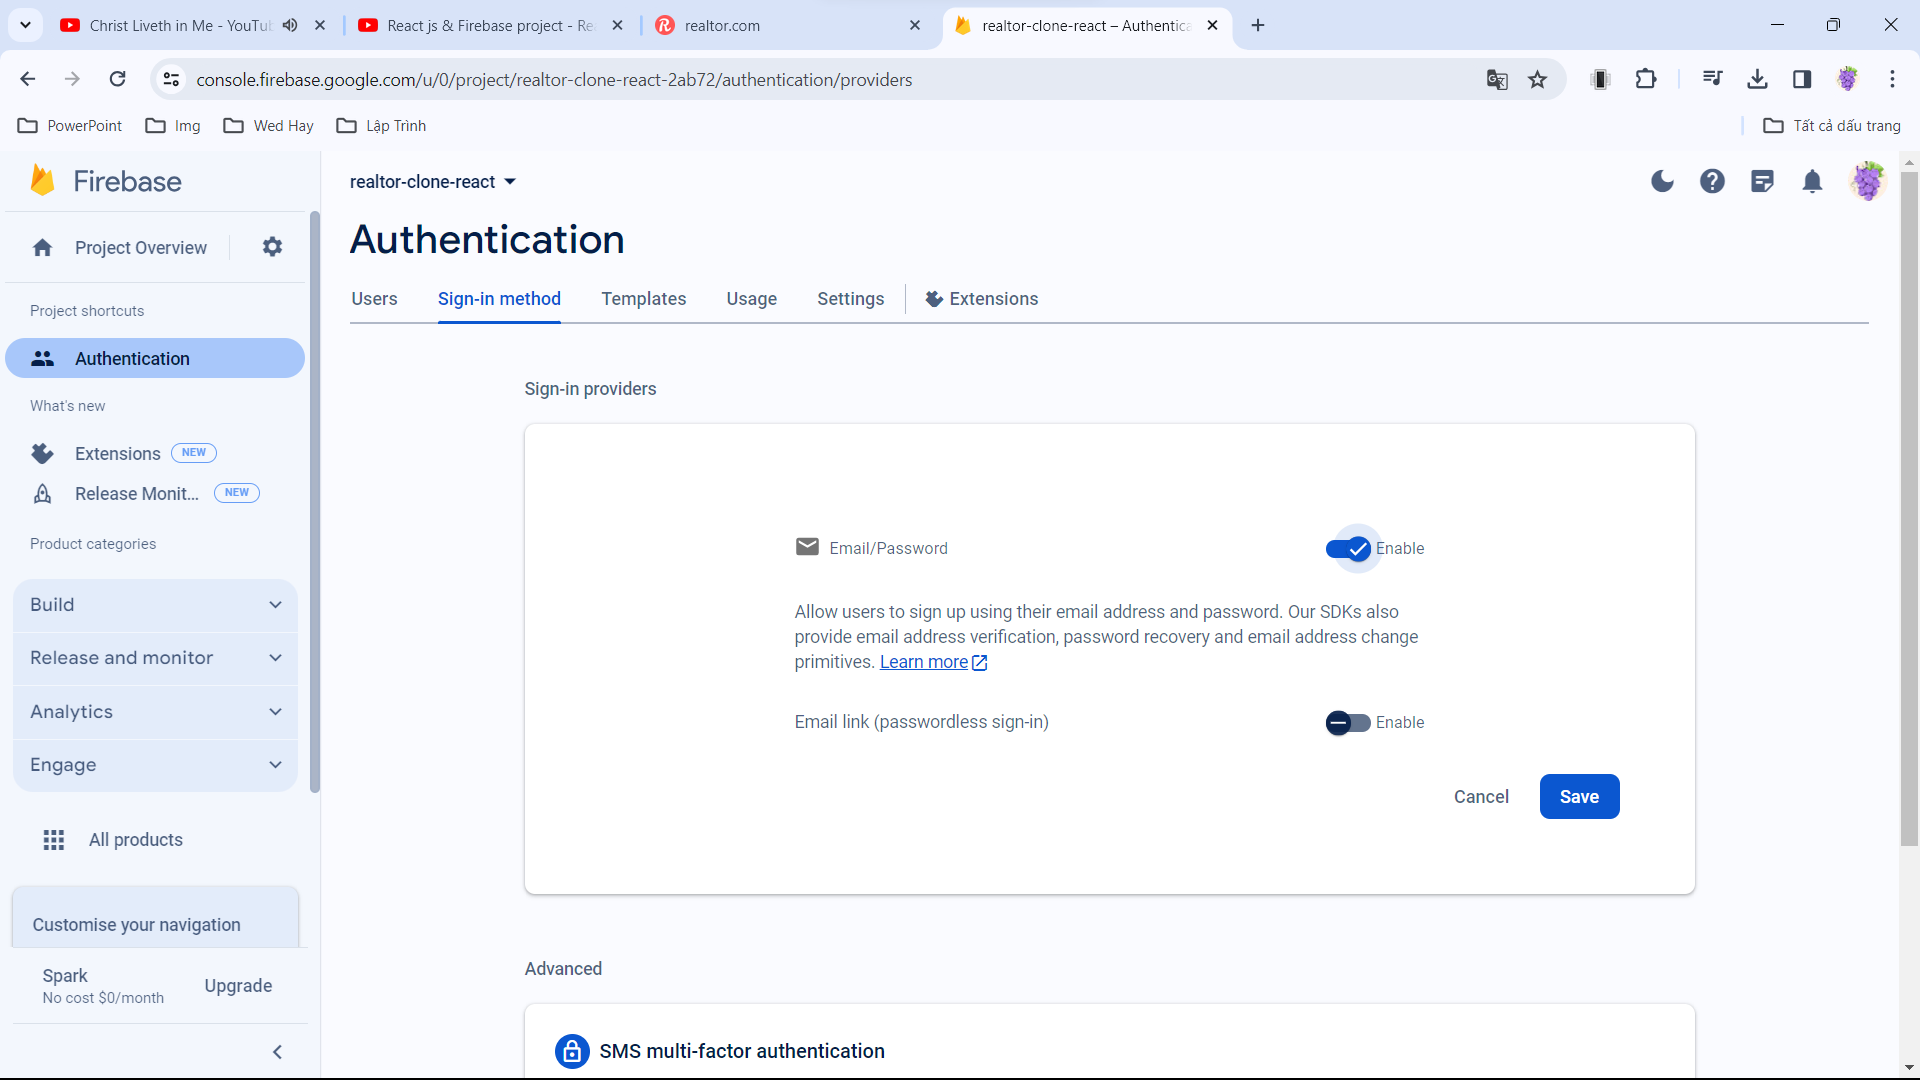 Christ Liveth in Me - YouTu
React js & Firebase project - Re
realtor.com
realtor-clone-react – Authentica
console.firebase.google.com/u/0/project/realtor-clone-react-2ab72/authentication/providers
PowerPoint
Img
Wed Hay
Lập Trình
Tất cả dấu trang
Firebase
realtor-clone-react
Project Overview
Authentication
Users
Sign-in method
Templates
Usage
Settings
Extensions
Project shortcuts
Authentication
What's new
Extensions NEW
Release Monit... NEW
Product categories
Build
Release and monitor
Analytics
Engage
All products
Customise your navigation
Spark
No cost $0/month
Upgrade
Sign-in providers
Email/Password
Enable
Allow users to sign up using their email address and password. Our SDKs also
provide email address verification, password recovery and email address change
primitives. Learn more
Email link (passwordless sign-in)
Enable
Cancel
Save
Advanced
SMS multi-factor authentication